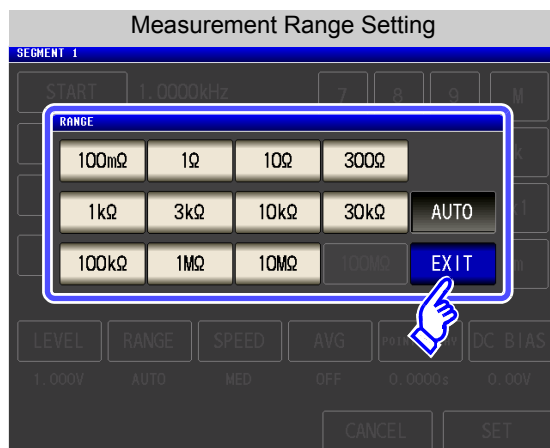 Measurement Range Setting
SEGMENT 1
START 1.0000kHz 7 8 9 M
RANGE
100mΩ 1Ω 10Ω 300Ω
k
1kΩ 3kΩ 10kΩ 30kΩ AUTO
100kΩ 1MΩ 10MΩ 100MΩ EXIT
m
LEVEL RANGE SPEED AVG DC BIAS
1.000V AUTO MED OFF 0.0000s 0.00V
CANCEL SET